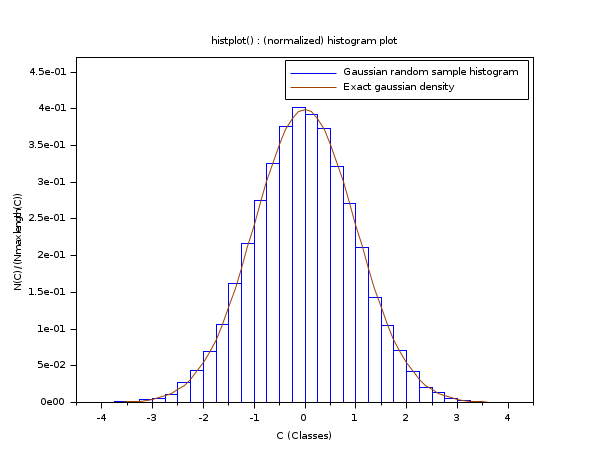 histplot() : (normalized) histogram plot
Gaussian random sample histogram
Exact gaussian density
4.5e-01
4e-01
3.5e-01
3e-01
2.5e-01
2e-01
1.5e-01
1e-01
5e-02
0e00
N(C)/(Nmax length(C))
-4 -3 -2 -1 0 1 2 3 4
C (Classes)